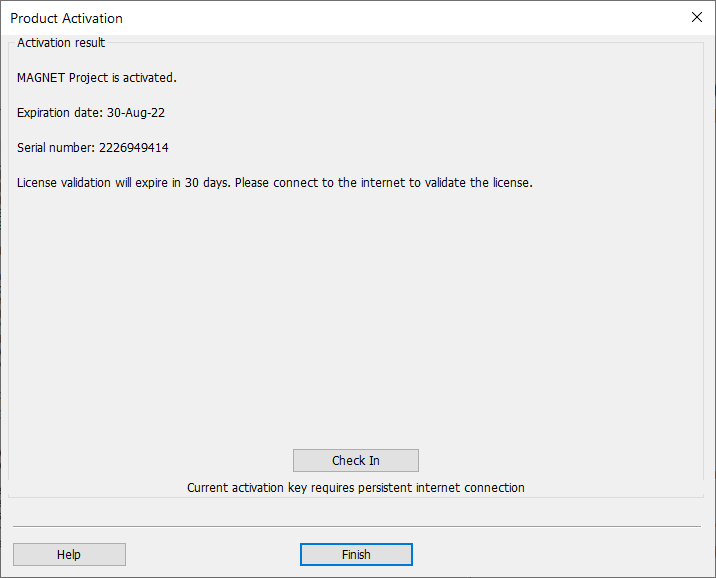 Product Activation
Activation result
MAGNET Project is activated.
Expiration date: 30-Aug-22
Serial number: 2226949414
License validation will expire in 30 days. Please connect to the internet to validate the license.
Check In
Current activation key requires persistent internet connection
Help
Finish